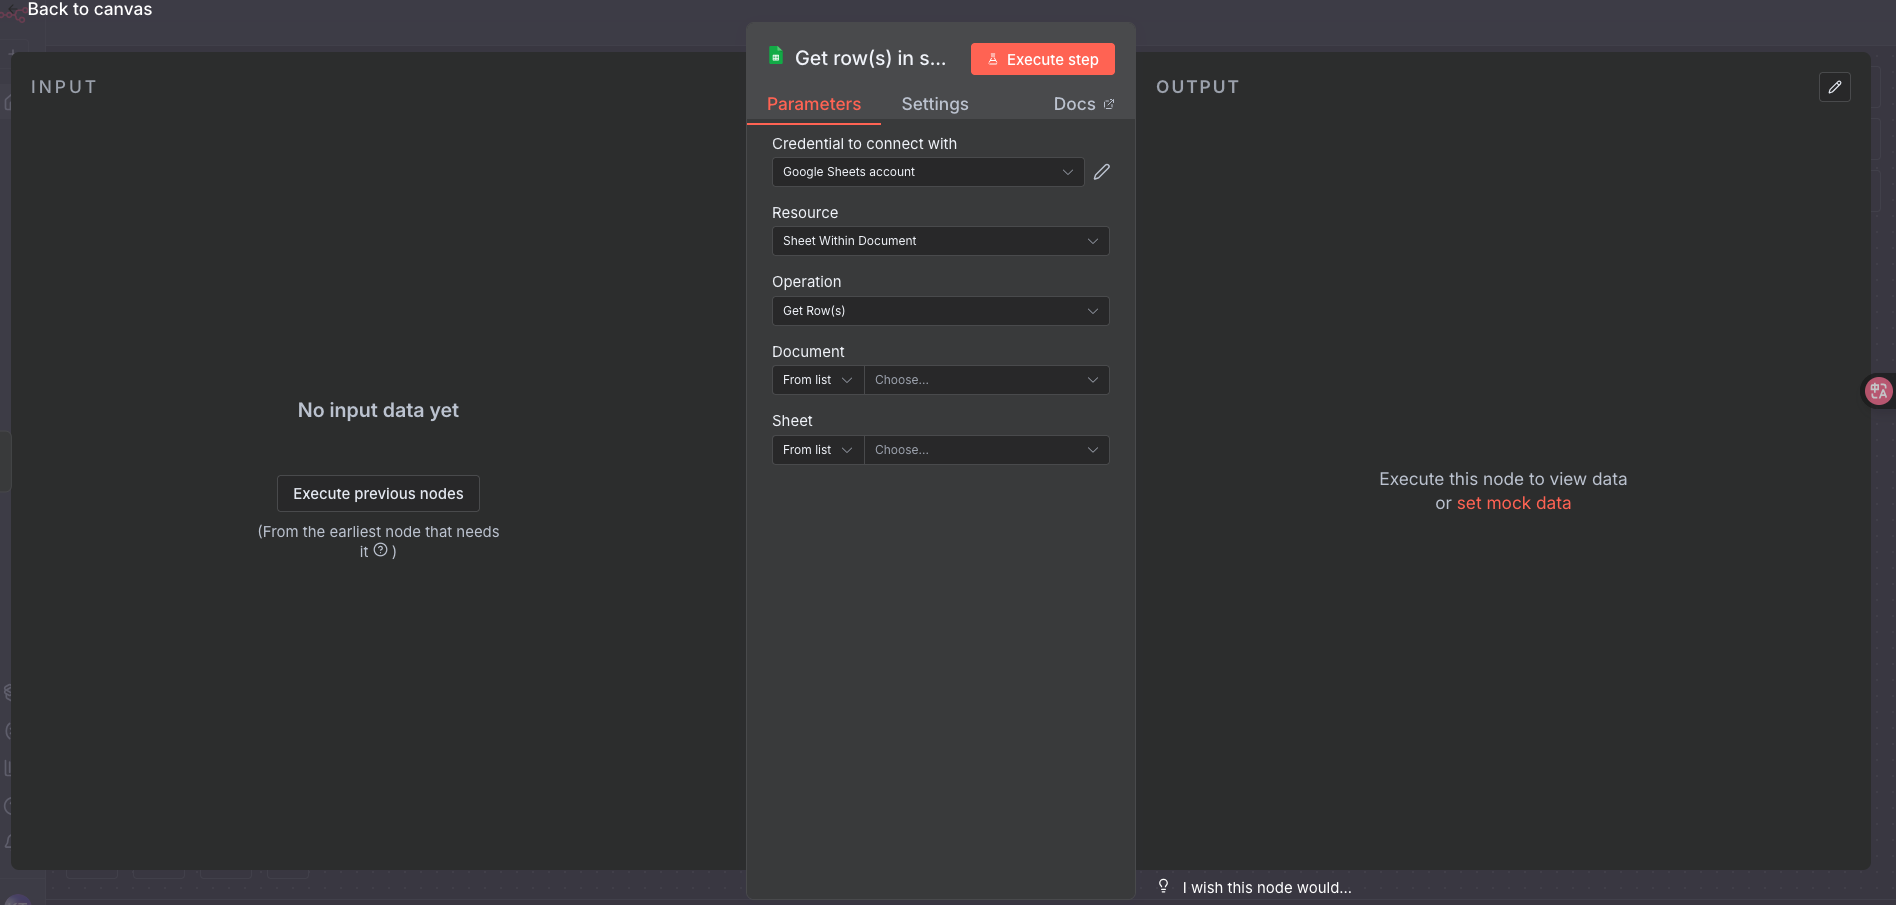 Back to canvas
INPUT
No input data yet
Execute previous nodes
(From the earliest node that needs
it ? )
Get row(s) in s...
Execute step
Parameters
Settings
Docs
Credential to connect with
Google Sheets account
Resource
Sheet Within Document
Operation
Get Row(s)
Document
From list
Choose...
Sheet
From list
Choose...
OUTPUT
Execute this node to view data
or set mock data
I wish this node would...